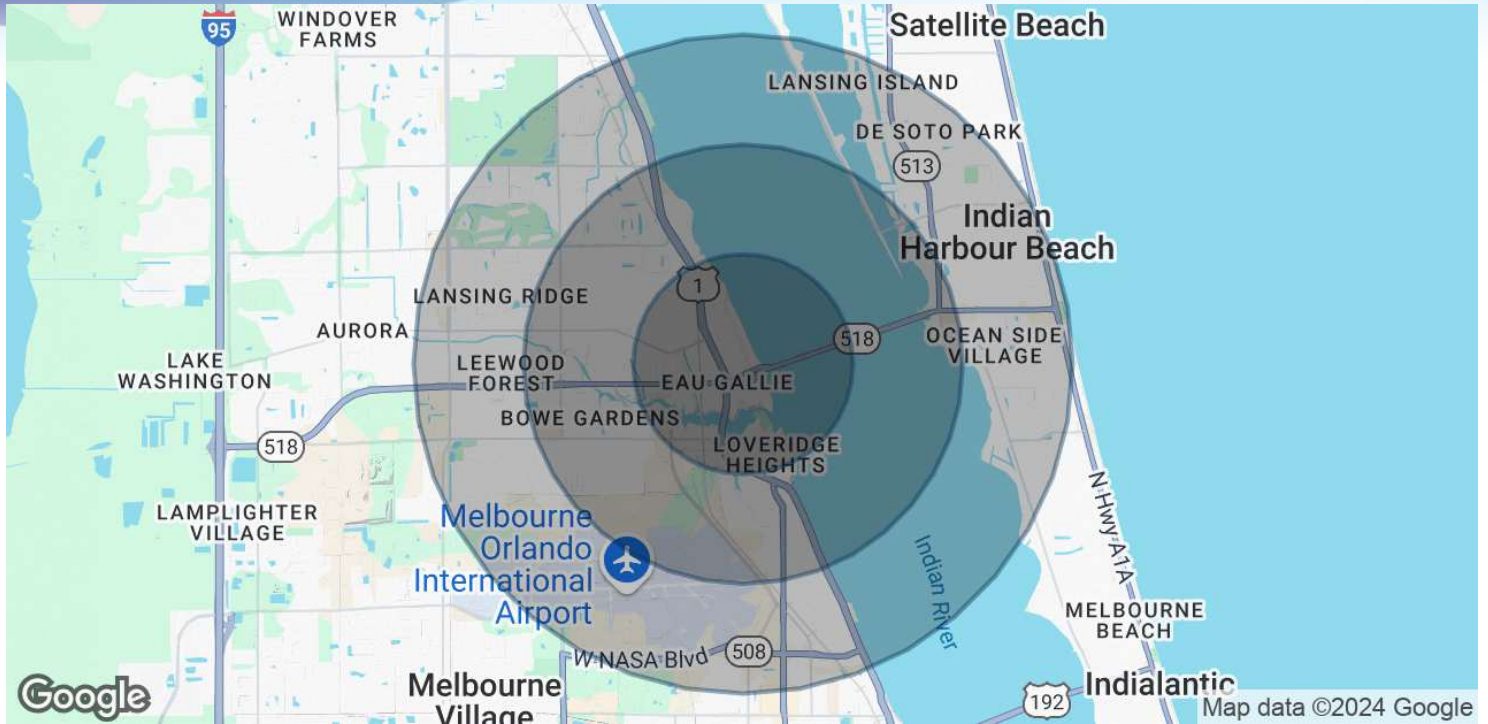 WINDOVER
FARMS
95
Satellite Beach
LANSING ISLAND
DE SOTO PARK
513
Indian
Harbour Beach
1
LANSING RIDGE
AURORA
518
OCEAN SIDE
VILLAGE
LAKE
WASHINGTON
LEEWOOD
FOREST
EAU GALLIE
BOWE GARDENS
518
LOVERIDGE
HEIGHTS
LAMPLIGHTER
VILLAGE
Melbourne
Orlando
International
Airport
N Hwy A1A
Indian River
MELBOURNE
BEACH
W NASA Blvd
508
Melbourne
Village
192
Indialantic
Google
Map data ©2024 Google